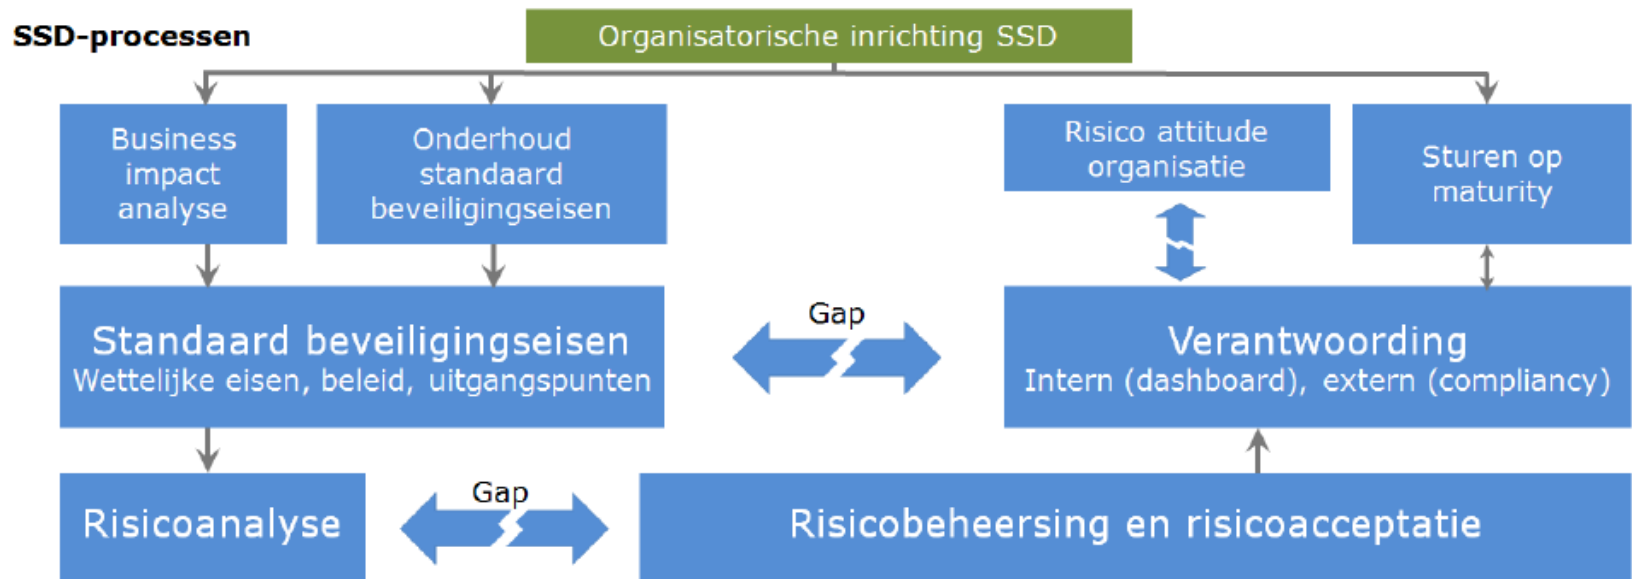 SSD-processen
Organisatorische inrichting SSD
Business
impact
analyse
Onderhoud
standaard
beveiligingseisen
Risico attitude
organisatie
Sturen op
maturity
Standaard beveiligingseisen
Wettelijke eisen, beleid, uitgangspunten
Gap
Verantwoording
Intern (dashboard), extern (compliancy)
Risicoanalyse
Gap
Risicobeheersing en risicoacceptatie